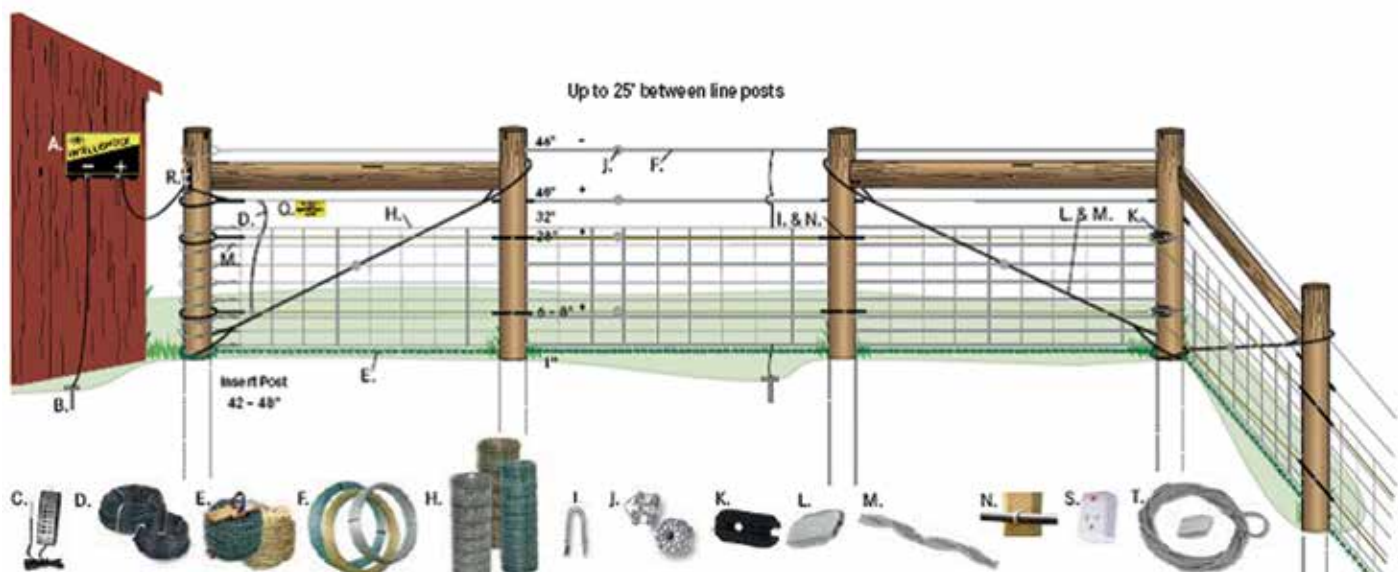 Up to 25' between line posts
A.
− +
R.
D.
Q.
H.
M.
46" -
J. F.
40" +
32"
28" +
I. & N.
L. & M.
K.
6 - 8" +
1"
E.
B.
Insert Post
42 - 48"
C. D. E. F. H. I. J. K. L. M. N. S. T.